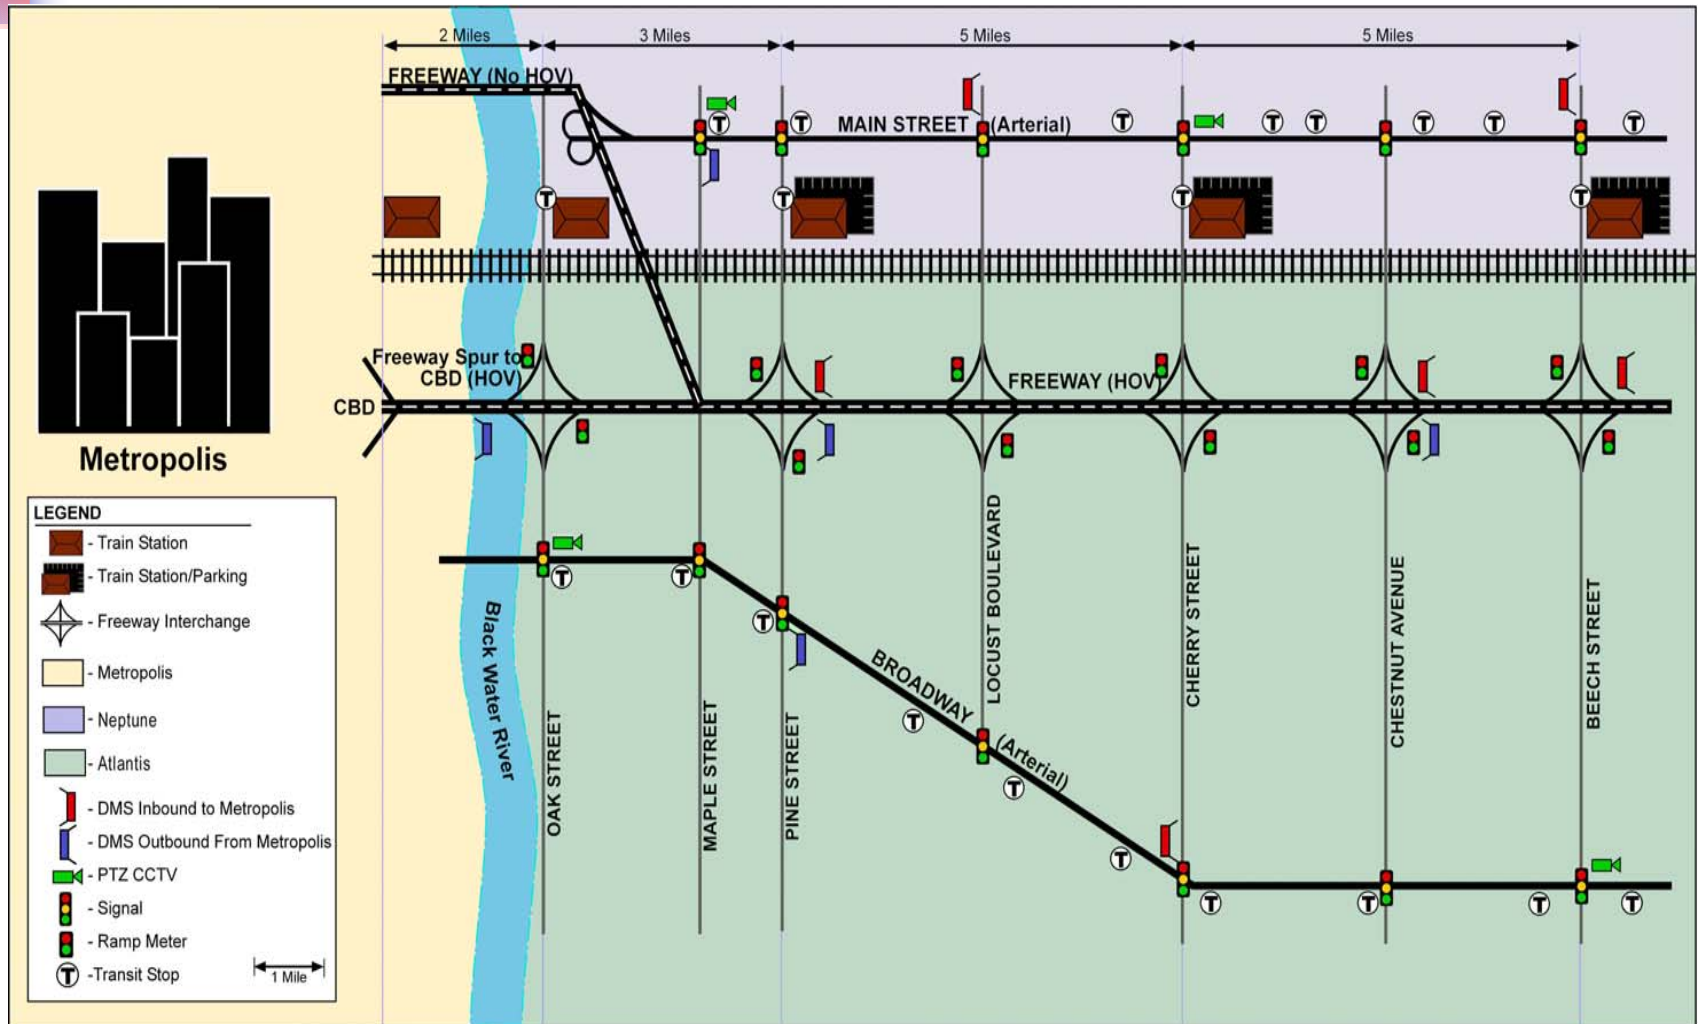 2 Miles
3 Miles
5 Miles
5 Miles
FREEWAY (No HOV)
T
T
MAIN STREET
(Arterial)
T
T
T
T
T
T
T
T
T
T
Freeway Spur to
CBD (HOV)
FREEWAY (HOV)
CBD
Metropolis
LEGEND
- Train Station
- Train Station/Parking
- Freeway Interchange
- Metropolis
- Neptune
- Atlantis
- DMS Inbound to Metropolis
- DMS Outbound From Metropolis
- PTZ CCTV
- Signal
- Ramp Meter
T -Transit Stop
1 Mile
Black Water River
OAK STREET
MAPLE STREET
PINE STREET
LOCUST BOULEVARD
CHERRY STREET
CHESTNUT AVENUE
BEECH STREET
T
T
T
BROADWAY
(Arterial)
T
T
T
T
T
T
T